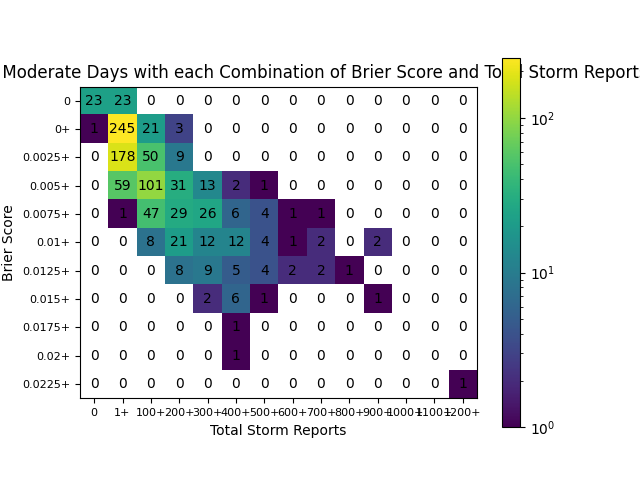 Moderate Days with each Combination of Brier Score and Total Storm Report
0 23 23 0 0 0 0 0 0 0 0 0 0 0 0
0+ 1 245 21 3 0 0 0 0 0 0 0 0 0 0
0.0025+ 0 178 50 9 0 0 0 0 0 0 0 0 0 0
0.005+ 0 59 101 31 13 2 1 0 0 0 0 0 0 0
0.0075+ 0 1 47 29 26 6 4 1 1 0 0 0 0 0
0.01+ 0 0 8 21 12 12 4 1 2 0 2 0 0 0
0.0125+ 0 0 0 8 9 5 4 2 2 1 0 0 0 0
0.015+ 0 0 0 0 2 6 1 0 0 0 1 0 0 0
0.0175+ 0 0 0 0 0 1 0 0 0 0 0 0 0 0
0.02+ 0 0 0 0 0 1 0 0 0 0 0 0 0 0
0.0225+ 0 0 0 0 0 0 0 0 0 0 0 0 0 1
0 1+ 100+ 200+ 300+ 400+ 500+ 600+ 700+ 800+ 900+ 1000+ 1100+ 1200+
Total Storm Reports
Brier Score
10²
10¹
10⁰